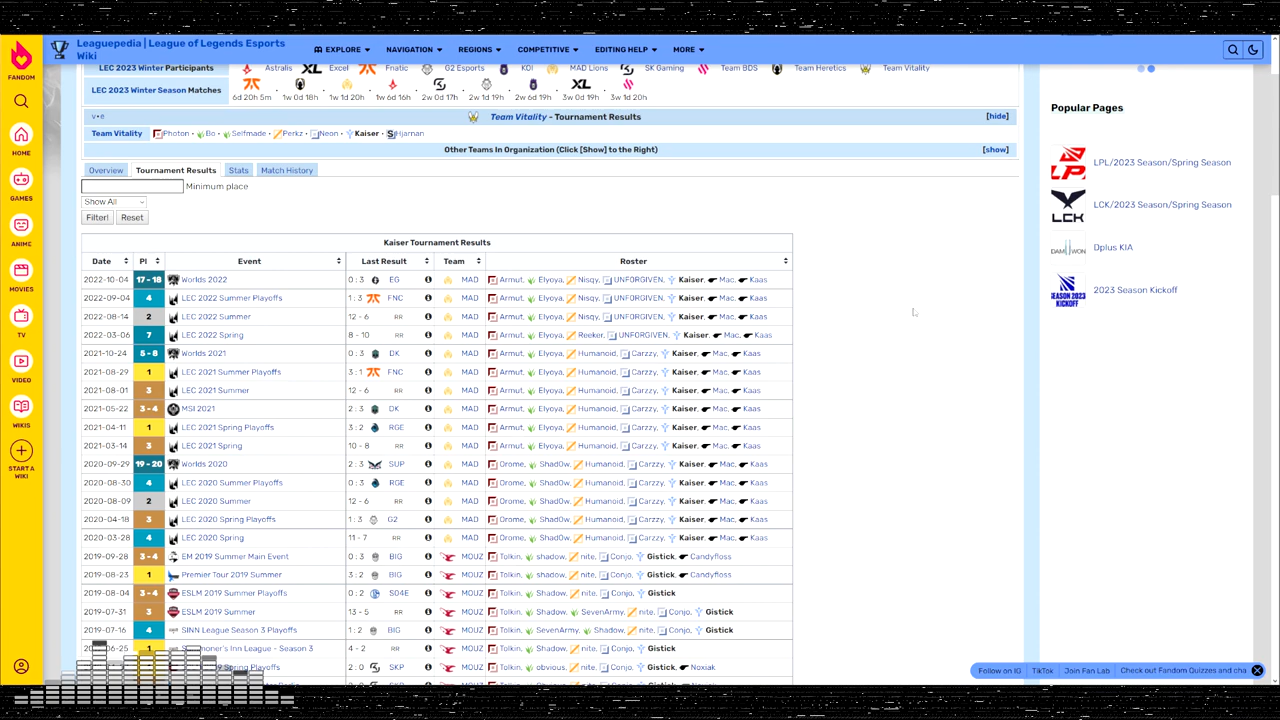 Leaguepedia | League of Legends Esports Wiki
EXPLORE NAVIGATION REGIONS COMPETITIVE EDITING HELP MORE
FANDOM
HOME
GAMES
ANIME
MOVIES
TV
VIDEO
WIKIS
START A WIKI
LEC 2023 Winter Participants Astralis Excel Fnatic G2 Esports KOI MAD Lions SK Gaming Team BDS Team Heretics Team Vitality
LEC 2023 Winter Season Matches 6d 20h 5m 1w 0d 18h 1w 1d 20h 1w 6d 16h 2w 0d 17h 2w 1d 19h 2w 6d 19h 3w 0d 19h 3w 1d 20h
v•e Team Vitality - Tournament Results [hide]
Team Vitality Photon • Bo • Selfmade • Perkz • Neon • Kaiser • Hjarnan
Other Teams In Organization (Click [Show] to the Right) [show]
Overview Tournament Results Stats Match History
Minimum place
Show All
Filter! Reset
Kaiser Tournament Results
Date Pl Event Last Result Team Roster
2022-10-04 17 - 18 Worlds 2022 0 : 3 EG MAD Armut, Elyoya, Nisqy, UNFORGIVEN, Kaiser, Mac, Kaas
2022-09-04 4 LEC 2022 Summer Playoffs 1 : 3 FNC MAD Armut, Elyoya, Nisqy, UNFORGIVEN, Kaiser, Mac, Kaas
2022-08-14 2 LEC 2022 Summer RR MAD Armut, Elyoya, Nisqy, UNFORGIVEN, Kaiser, Mac, Kaas
2022-03-06 7 LEC 2022 Spring 8 - 10 RR MAD Armut, Elyoya, Reeker, UNFORGIVEN, Kaiser, Mac, Kaas
2021-10-24 5 - 8 Worlds 2021 0 : 3 DK MAD Armut, Elyoya, Humanoid, Carzzy, Kaiser, Mac, Kaas
2021-08-29 1 LEC 2021 Summer Playoffs 3 : 1 FNC MAD Armut, Elyoya, Humanoid, Carzzy, Kaiser, Mac, Kaas
2021-08-01 3 LEC 2021 Summer 12 - 6 RR MAD Armut, Elyoya, Humanoid, Carzzy, Kaiser, Mac, Kaas
2021-05-22 3 - 4 MSI 2021 2 : 3 DK MAD Armut, Elyoya, Humanoid, Carzzy, Kaiser, Mac, Kaas
2021-04-11 1 LEC 2021 Spring Playoffs 3 : 2 RGE MAD Armut, Elyoya, Humanoid, Carzzy, Kaiser, Mac, Kaas
2021-03-14 3 LEC 2021 Spring 10 - 8 RR MAD Armut, Elyoya, Humanoid, Carzzy, Kaiser, Mac, Kaas
2020-09-29 19 - 20 Worlds 2020 2 : 3 SUP MAD Orome, Shad0w, Humanoid, Carzzy, Kaiser, Mac, Kaas
2020-08-30 4 LEC 2020 Summer Playoffs 0 : 3 RGE MAD Orome, Shad0w, Humanoid, Carzzy, Kaiser, Mac, Kaas
2020-08-09 2 LEC 2020 Summer 12 - 6 RR MAD Orome, Shad0w, Humanoid, Carzzy, Kaiser, Mac, Kaas
2020-04-18 3 LEC 2020 Spring Playoffs 1 : 3 G2 MAD Orome, Shad0w, Humanoid, Carzzy, Kaiser, Mac, Kaas
2020-03-28 4 LEC 2020 Spring 11 - 7 RR MAD Orome, Shad0w, Humanoid, Carzzy, Kaiser, Mac, Kaas
2019-09-28 3 - 4 EM 2019 Summer Main Event 0 : 3 BIG MOUZ Tolkin, shadow, nite, Conjo, Gistick, Candyfloss
2019-08-23 1 Premier Tour 2019 Summer 3 : 2 BIG MOUZ Tolkin, shadow, nite, Conjo, Gistick, Candyfloss
2019-08-04 3 - 4 ESLM 2019 Summer Playoffs 0 : 2 S04E MOUZ Tolkin, Shadow, nite, Conjo, Gistick
2019-07-31 3 ESLM 2019 Summer 13 - 5 RR MOUZ Tolkin, Shadow, SevenArmy, nite, Conjo, Gistick
2019-07-16 4 SINN League Season 3 Playoffs 1 : 2 BIG MOUZ Tolkin, SevenArmy, Shadow, nite, Conjo, Gistick
06-25 1 Summoner's Inn League - Season 3 4 - 2 RR MOUZ Tolkin, Shadow, nite, Conjo, Gistick
Spring Playoffs 2 : 0 SKP MOUZ Tolkin, obvious, nite, Conjo, Gistick, Noxiak
Popular Pages
LPL/2023 Season/Spring Season
LCK/2023 Season/Spring Season
Dplus KIA
2023 Season Kickoff
Follow on IG TikTok Join Fan Lab Check out Fandom Quizzes and cha